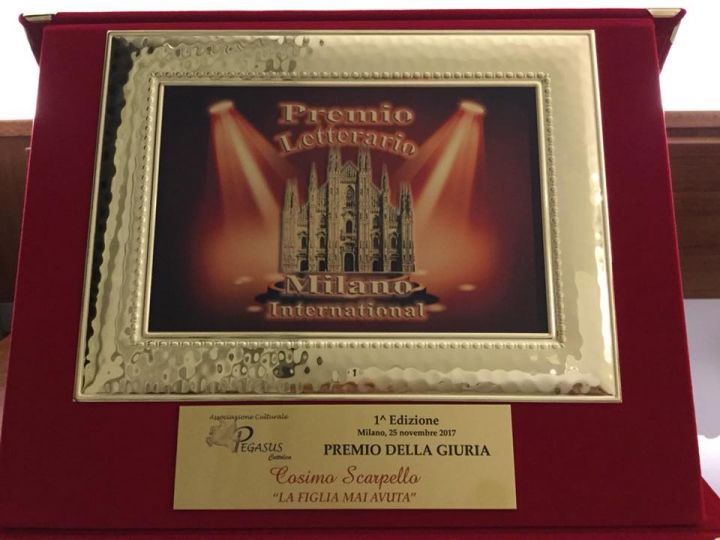 Premio
Letterario
Milano
International
Associazione Culturale
PEGASUS
Cattolica
1^ Edizione
Milano, 25 novembre 2017
PREMIO DELLA GIURIA
Cosimo Scarpello
"LA FIGLIA MAI AVUTA"